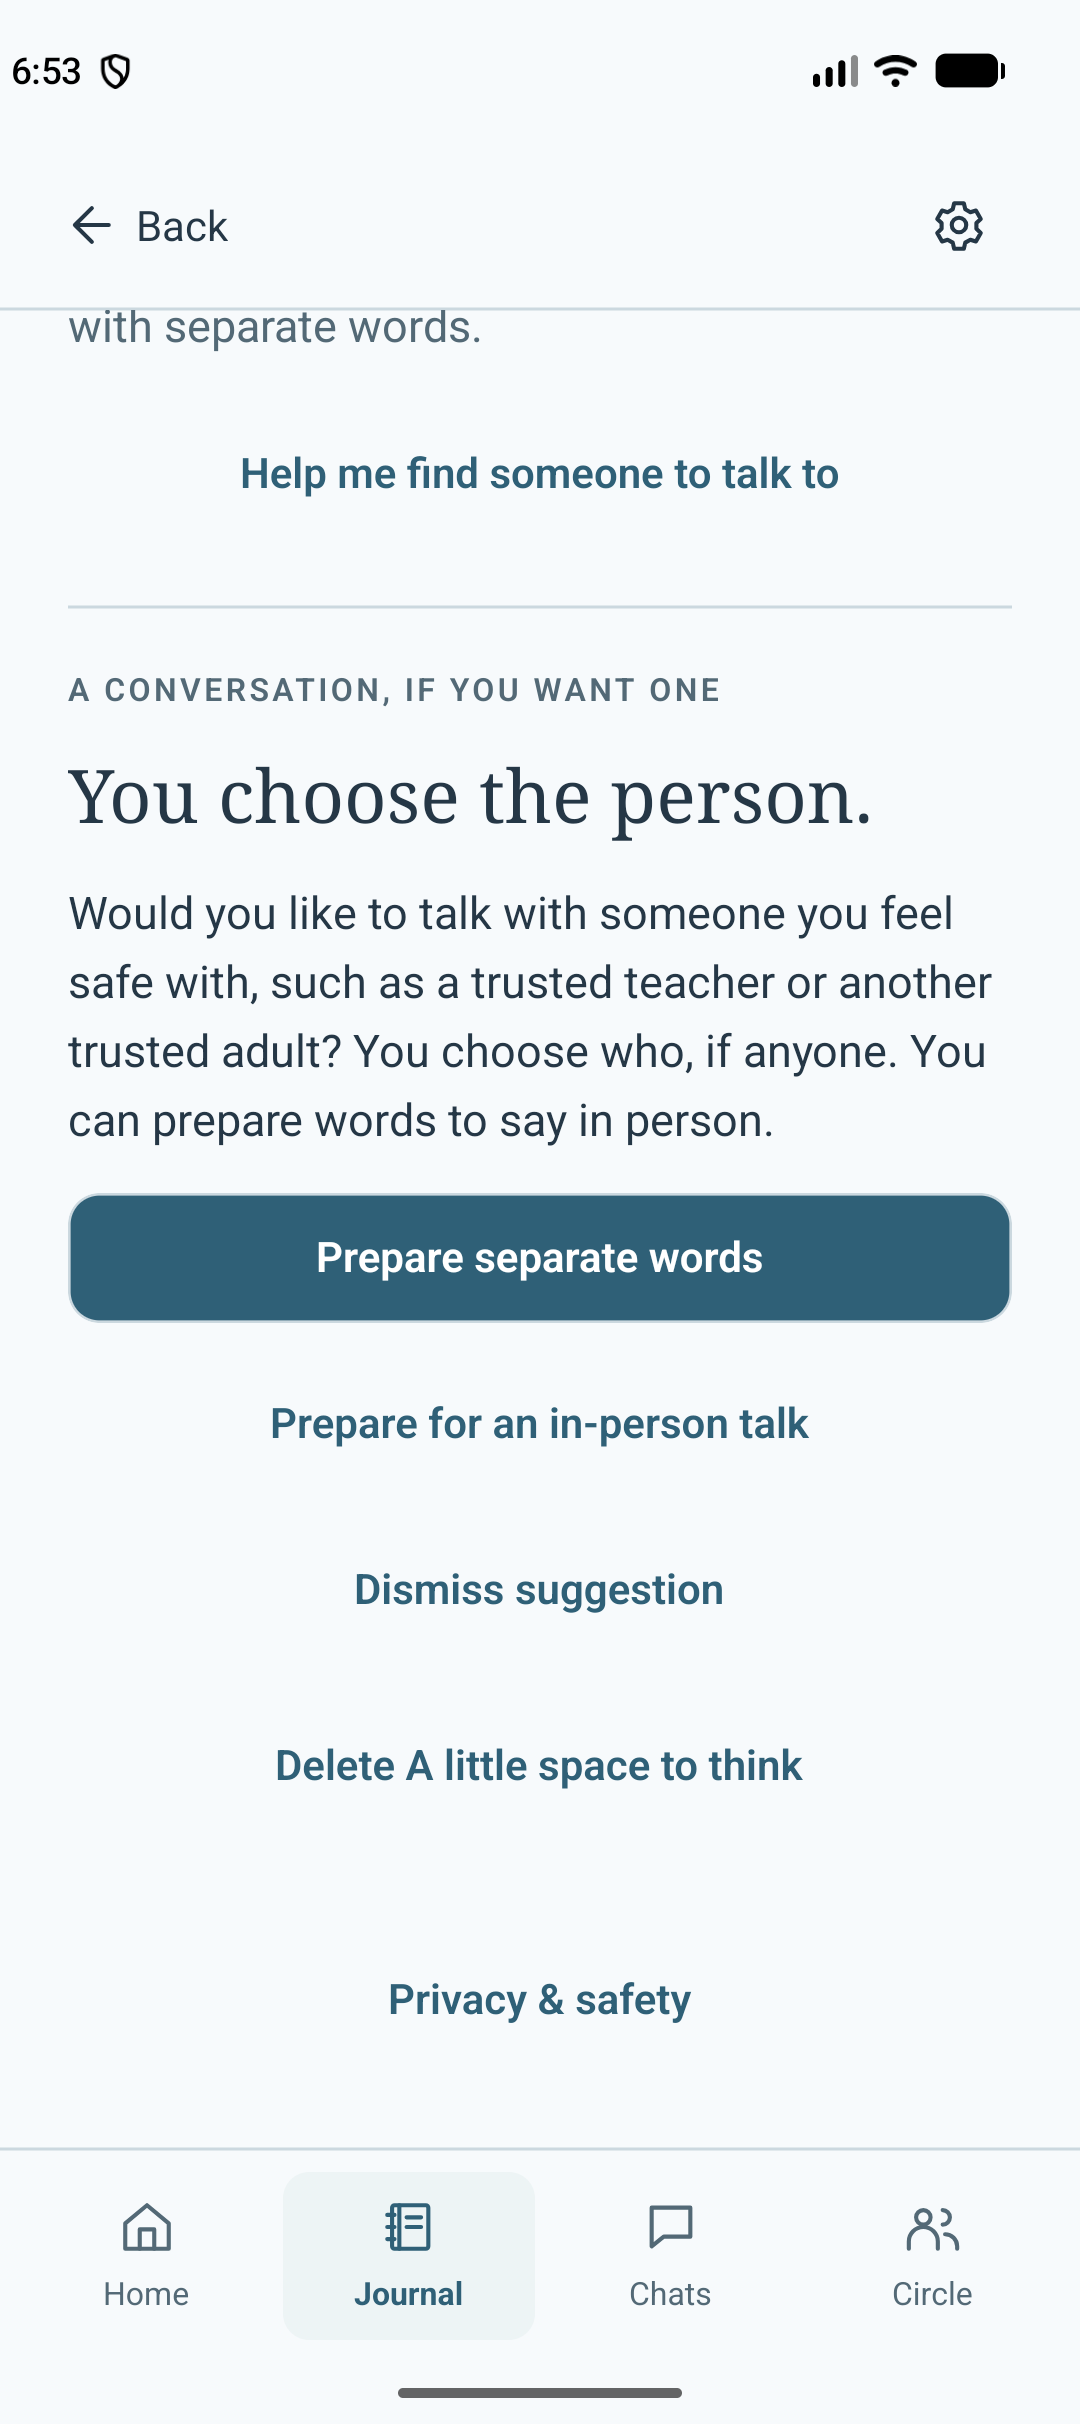 6:53
Back
with separate words.
Help me find someone to talk to
A CONVERSATION, IF YOU WANT ONE
You choose the person.
Would you like to talk with someone you feel
safe with, such as a trusted teacher or another
trusted adult? You choose who, if anyone. You
can prepare words to say in person.
Prepare separate words
Prepare for an in-person talk
Dismiss suggestion
Delete A little space to think
Privacy & safety
Home
Journal
Chats
Circle